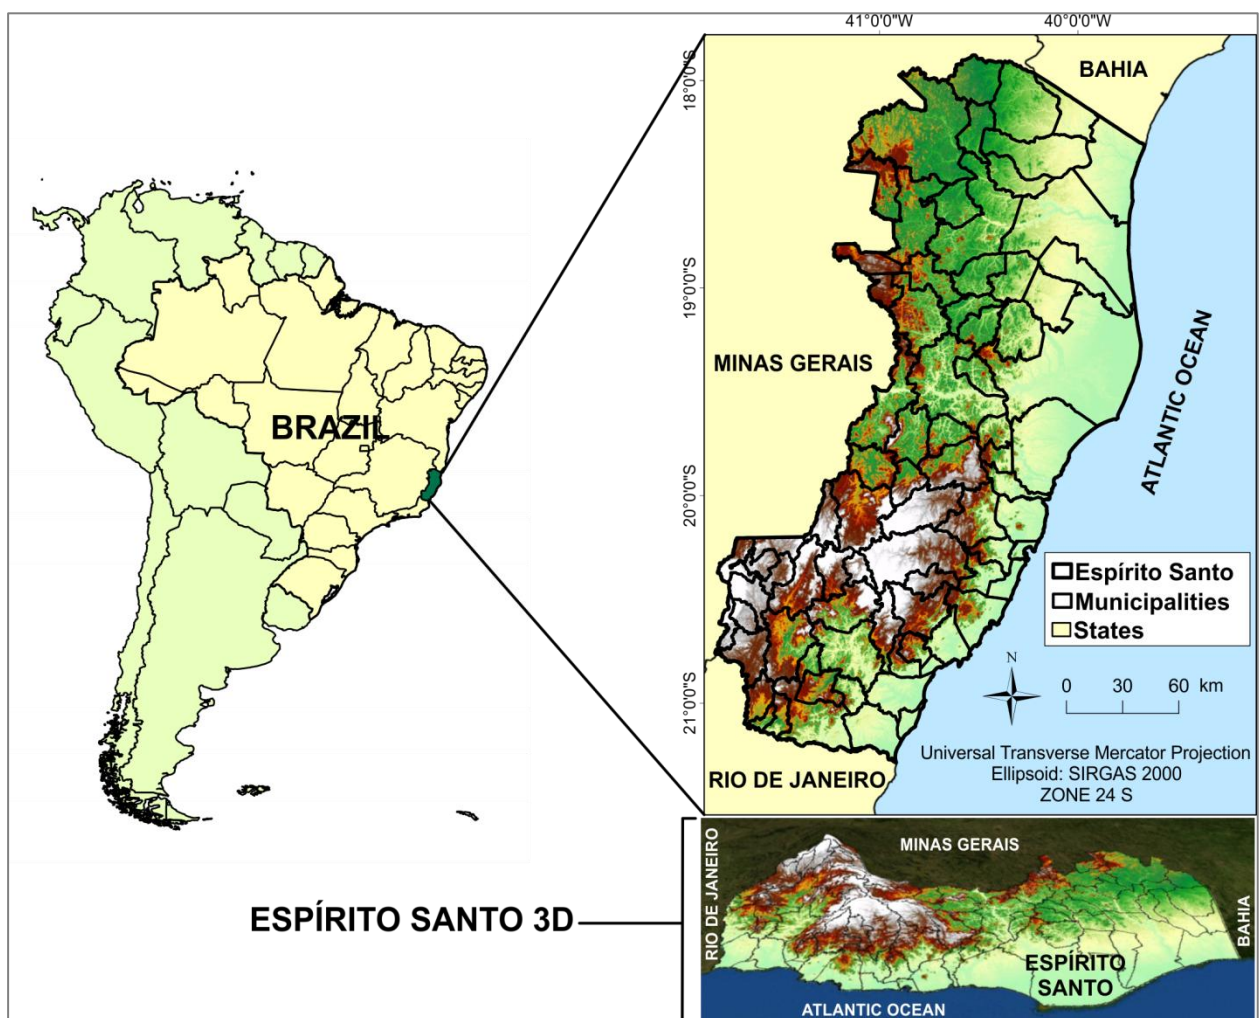 41°0'0"W
40°0'0"W
BAHIA
18°0'0"S
19°0'0"S
MINAS GERAIS
ATLANTIC OCEAN
BRAZIL
20°0'0"S
Espírito Santo
Municipalities
States
N
0 30 60 km
21°0'0"S
Universal Transverse Mercator Projection
Ellipsoid: SIRGAS 2000
ZONE 24 S
RIO DE JANEIRO
ESPÍRITO SANTO 3D
RIO DE JANEIRO
MINAS GERAIS
BAHIA
ESPÍRITO
SANTO
ATLANTIC OCEAN